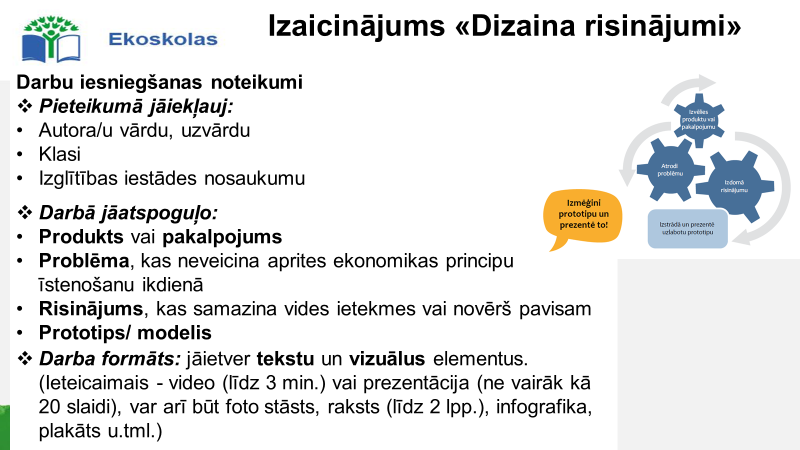 Izaicinājums «Dizaina risinājumi»
Ekoskolas
Darbu iesniegšanas noteikumi
❖ Pieteikumā jāiekļauj:
• Autora/u vārdu, uzvārdu
• Klasi
• Izglītības iestādes nosaukumu
❖ Darbā jāatspoguļo:
• Produkts vai pakalpojums
• Problēma, kas neveicina aprites ekonomikas principu
īstenošanu ikdienā
• Risinājums, kas samazina vides ietekmes vai novērš pavisam
• Prototips/ modelis
❖ Darba formāts: jāietver tekstu un vizuālus elementus.
(Ieteicamais - video (līdz 3 min.) vai prezentācija (ne vairāk kā
20 slaidi), var arī būt foto stāsts, raksts (līdz 2 lpp.), infografika,
plakāts u.tml.)
Izvēlies
produktu vai
pakalpojumu
Atrodi
problēmu
Izdomā
risinājumu
Izmēģini
prototipu un
prezentē to!
Izstrādā un prezentē
uzlabotu prototipu